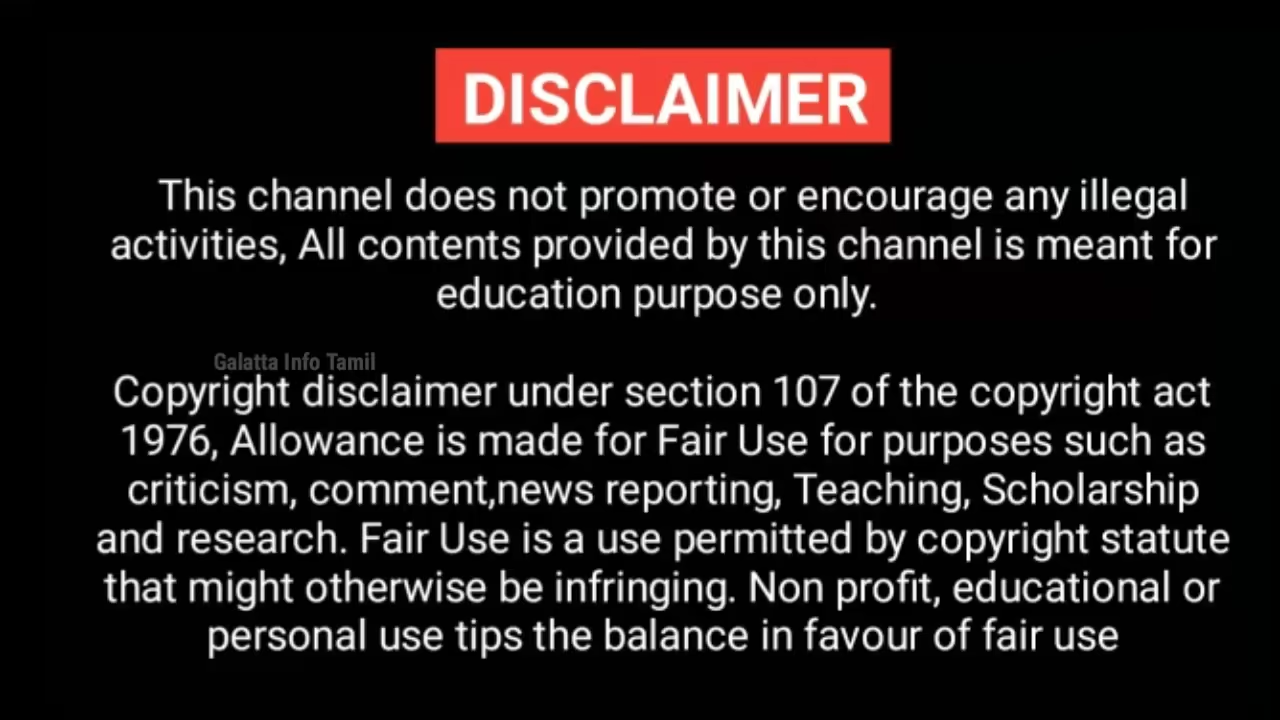 DISCLAIMER
This channel does not promote or encourage any illegal
activities, All contents provided by this channel is meant for
education purpose only.
Galatta Info Tamil
Copyright disclaimer under section 107 of the copyright act
1976, Allowance is made for Fair Use for purposes such as
criticism, comment,news reporting, Teaching, Scholarship
and research. Fair Use is a use permitted by copyright statute
that might otherwise be infringing. Non profit, educational or
personal use tips the balance in favour of fair use